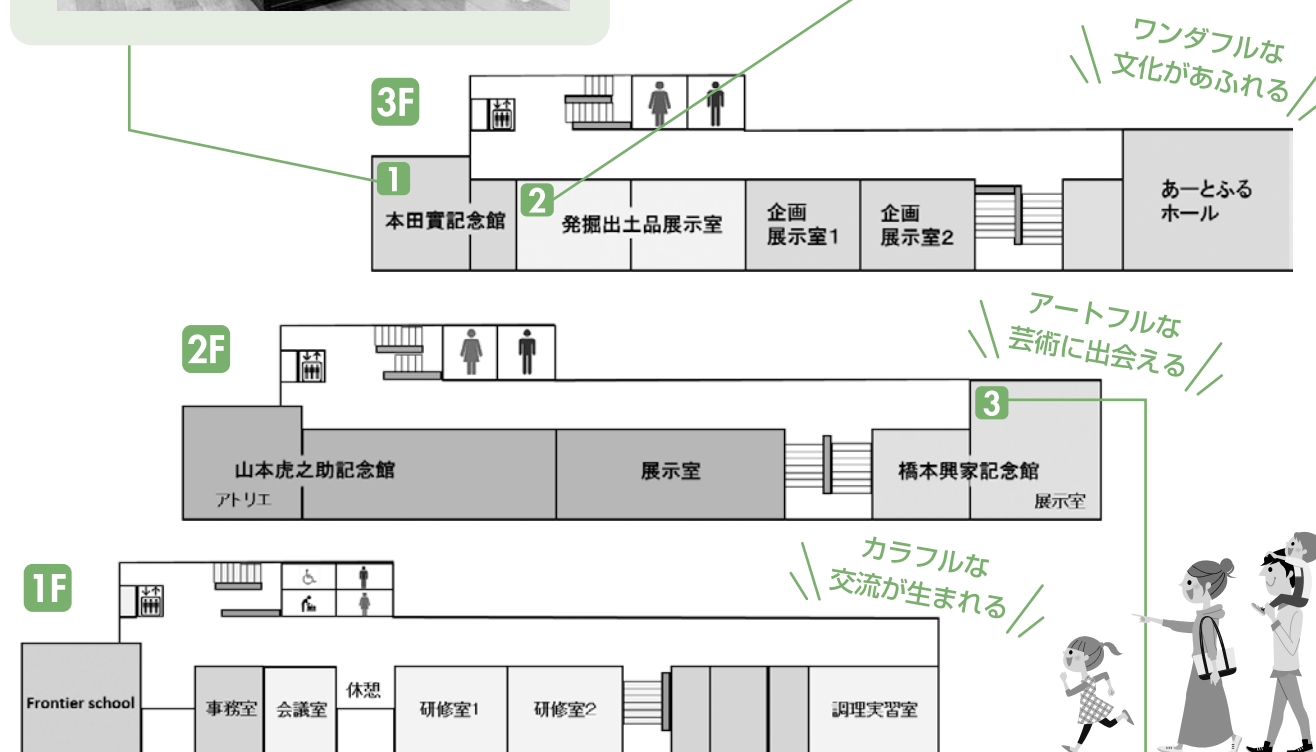 ワンダフルな
文化があふれる
3F
1
本田實記念館
2
発掘出土品展示室
企画
展示室1
企画
展示室2
あーとふる
ホール
アートフルな
芸術に出会える
2F
山本虎之助記念館
アトリエ
展示室
3
橋本興家記念館
展示室
カラフルな
交流が生まれる
1F
Frontier school
事務室
会議室
休憩
研修室1
研修室2
調理実習室